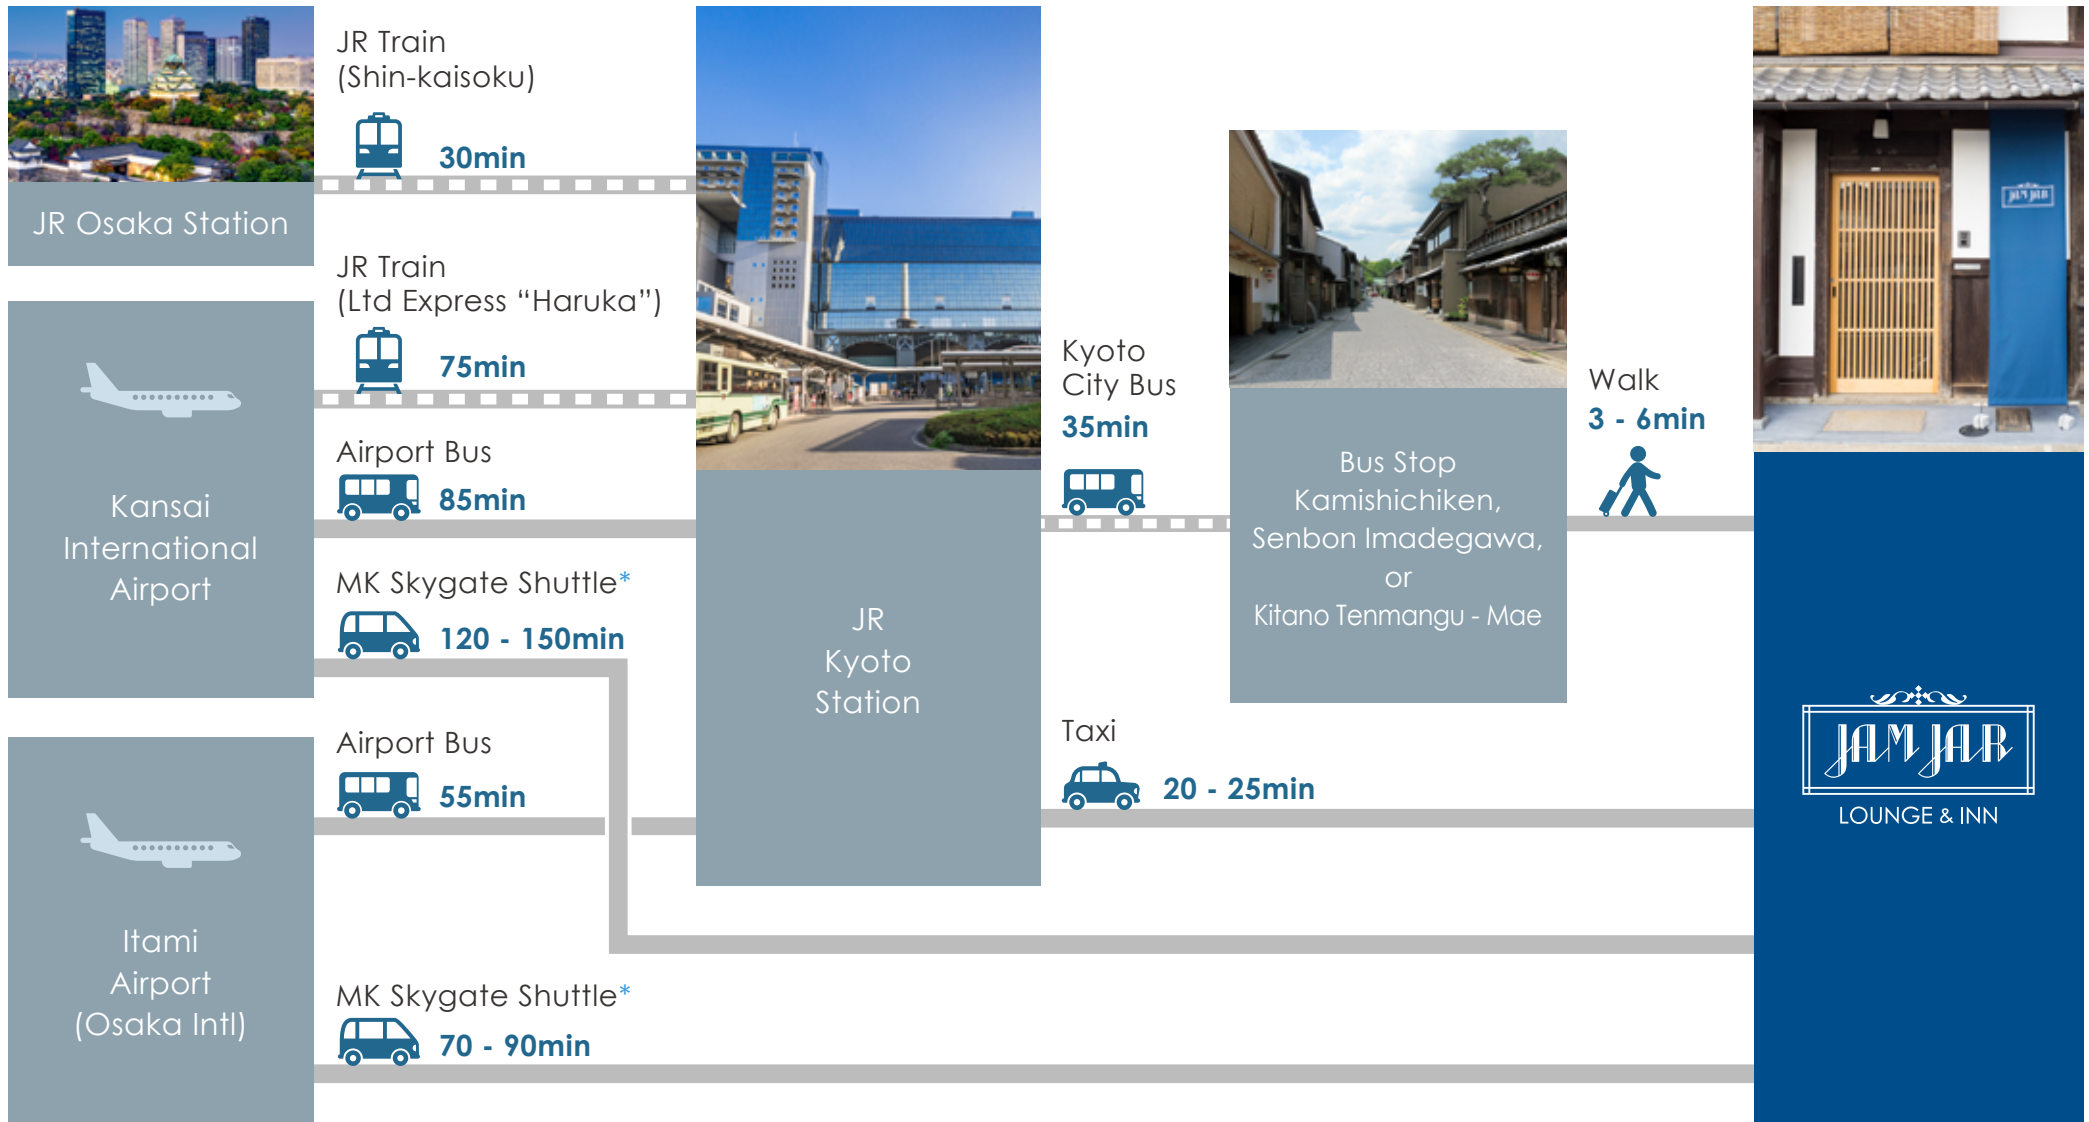 JR Osaka Station
JR Train
(Shin-kaisoku)
30min
Kansai
International
Airport
JR Train
(Ltd Express “Haruka”)
75min
Airport Bus
85min
MK Skygate Shuttle*
120 - 150min
Itami
Airport
(Osaka Intl)
Airport Bus
55min
MK Skygate Shuttle*
70 - 90min
JR
Kyoto
Station
Kyoto
City Bus
35min
Taxi
20 - 25min
Bus Stop
Kamishichiken,
Senbon Imadegawa,
or
Kitano Tenmangu - Mae
Walk
3 - 6min
JAM JAR
JAM JAR
LOUNGE & INN